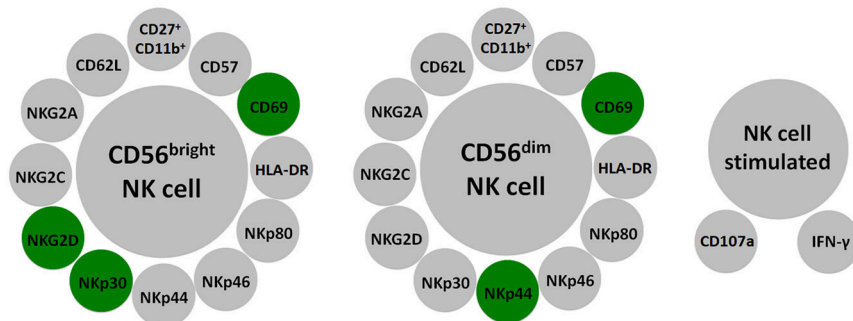 CD27⁺
CD11b⁺
CD62L
CD57
NKG2A
CD69
CD56ᵇʳⁱᵍʰᵗ
NK cell
NKG2C
HLA-DR
NKG2D
NKp80
NKp30
NKp46
NKp44
CD27⁺
CD11b⁺
CD62L
CD57
NKG2A
CD69
CD56ᵈⁱᵐ
NK cell
NKG2C
HLA-DR
NKG2D
NKp80
NKp30
NKp46
NKp44
NK cell
stimulated
CD107a
IFN-γ